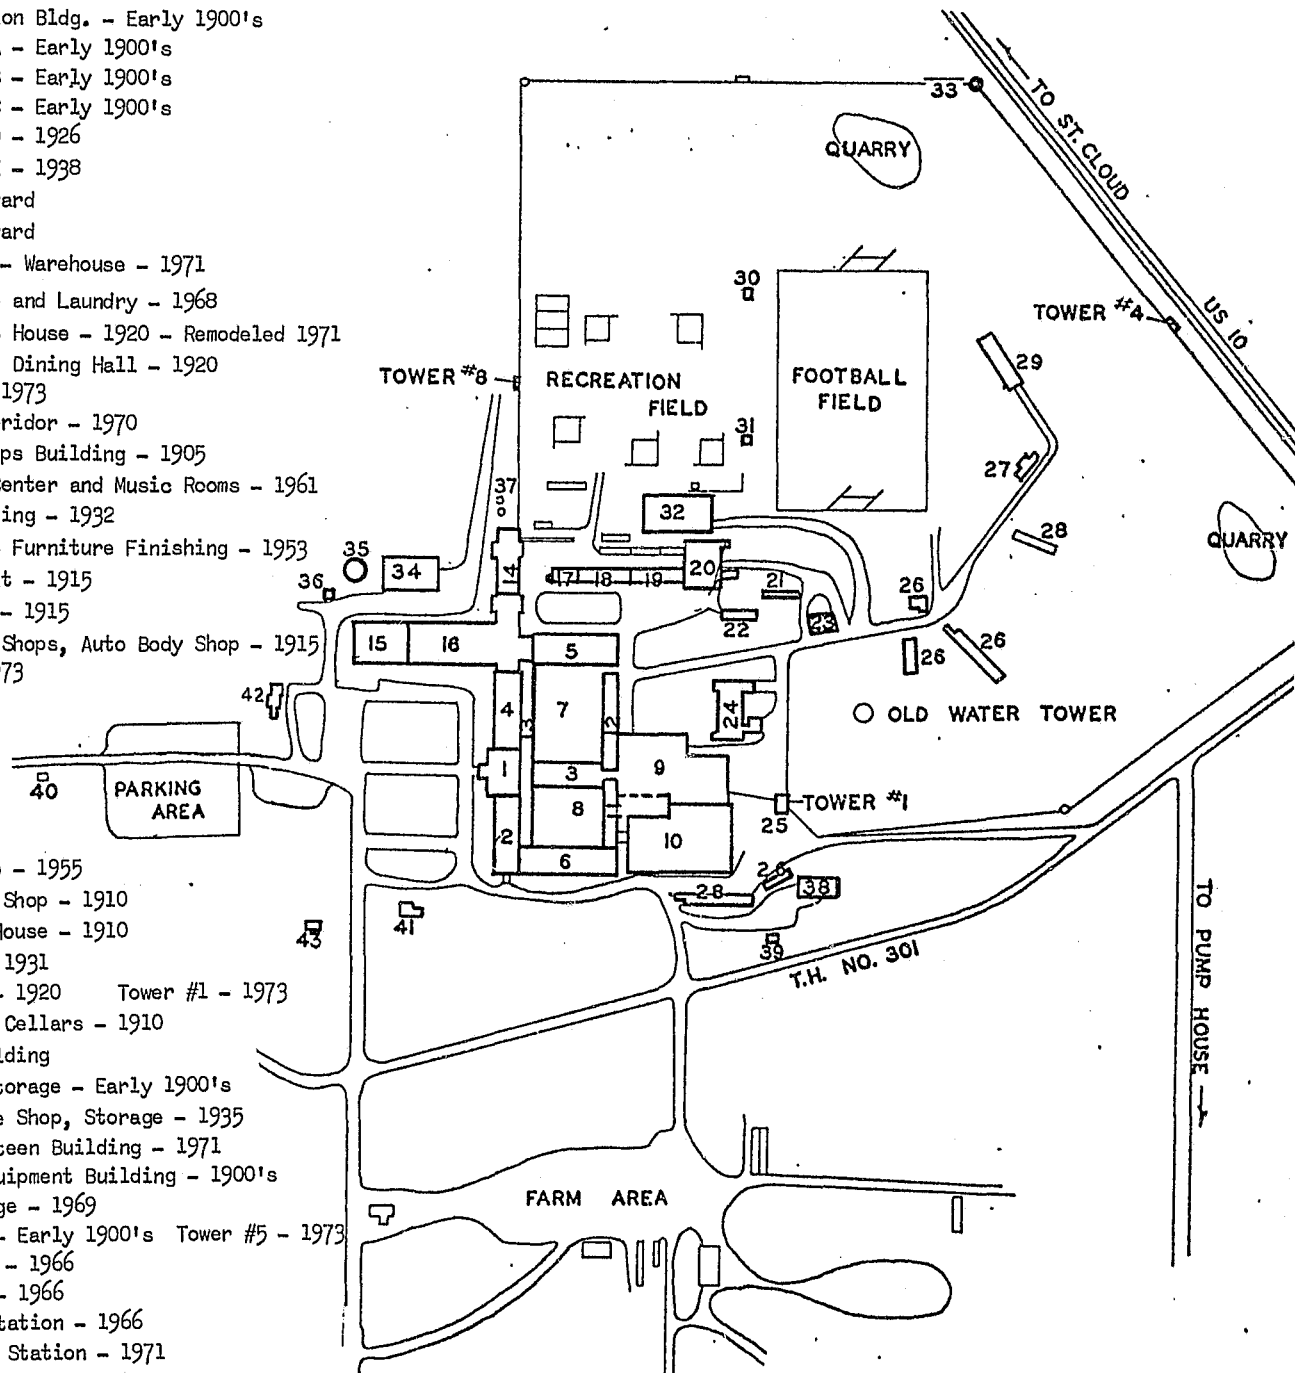 on Bldg. - Early 1900's
- Early 1900's
- Early 1900's
- Early 1900's
- 1926
- 1938
ard
ard
- Warehouse - 1971
and Laundry - 1968
House - 1920 - Remodeled 1971
Dining Hall - 1920
1973
ridor - 1970
ps Building - 1905
enter and Music Rooms - 1961
ing - 1932
Furniture Finishing - 1953
t - 1915
- 1915
Shops, Auto Body Shop - 1915
73
- 1955
Shop - 1910
House - 1910
1931
- 1920 Tower #1 - 1973
Cellars - 1910
lding
torage - Early 1900's
e Shop, Storage - 1935
teen Building - 1971
uipment Building - 1900's
ge - 1969
- Early 1900's Tower #5 - 1973
- 1966
- 1966
tation - 1966
Station - 1971
33
TO ST. CLOUD
QUARRY
30
TOWER #4
US 10
29
TOWER #8
RECREATION
FIELD
FOOTBALL
FIELD
31
27
37
32
28
QUARRY
35
34
36
14
17
18
19
20
21
26
22
23
15
16
5
26
26
42
4
13
7
12
24
OLD WATER TOWER
1
3
9
40
PARKING
AREA
8
TOWER #1
25
2
10
6
26
28
38
41
43
39
T.H. NO. 301
TO PUMP HOUSE
FARM AREA